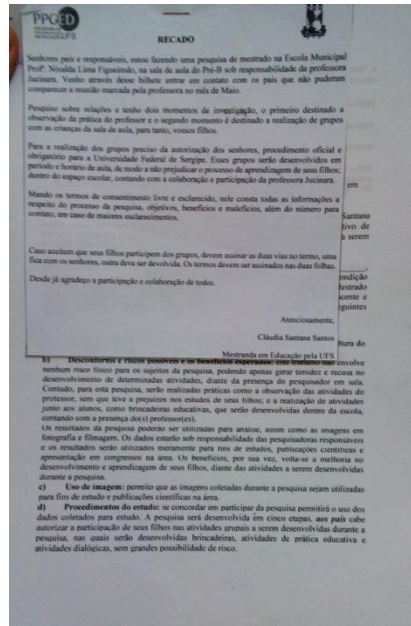 PPGED
UFS
RECADO
Senhores pais e responsáveis, estou fazendo uma pesquisa de mestrado na Escola Municipal
Profª. Nivalda Lima Figueiredo, na sala de aula do Pré-B sob responsabilidade da professora
Jucinara. Venho através desse bilhete entrar em contato com os pais que não puderam
comparecer a reunião marcada pela professora no mês de Maio.
Pesquiso sobre relações e tenho dois momentos de investigação, o primeiro destinado a
observação da prática do professor e o segundo momento é destinado a realização de grupos
com as crianças da sala de aula, para tanto, vossos filhos.
Para a realização dos grupos preciso da autorização dos senhores, procedimento oficial e
obrigatório para a Universidade Federal de Sergipe. Esses grupos serão desenvolvidos em
período e horário de aula, de modo a não prejudicar o processo de aprendizagem de seus filhos;
dentro do espaço escolar, contando com a colaboração e participação da professora Jucinara.
em
Mando os termos de consentimento livre e esclarecido, nele consta todas as informações a
respeito do processo da pesquisa, objetivos, benefícios e malefícios, além do número para
contato, em caso de maiores esclarecimentos.
Santana
tivo de
a serem
Caso aceitem que seus filhos participem dos grupos, devem assinar as duas vias no termo, uma
fica com os senhores, outra deve ser devolvida. Os termos devem ser assinados nas duas folhas.
Desde já agradeço a participação e colaboração de todos.
ondição
Mestrado
cente e
guintes
Atenciosamente,
Cláudia Santana Santos
tura do
Mestranda em Educação pela UFS
b) Desconfortos e riscos possíveis e os benefícios esperados: este trabalho não envolve
nenhum risco físico para os sujeitos da pesquisa, podendo apenas gerar timidez e recusa no
desenvolvimento de determinadas atividades, diante da presença do pesquisador em sala.
Contudo, para esta pesquisa, serão realizadas práticas como a observação das atividades do
professor, sem que leve a prejuízos nos estudos de seus filhos; e a realização de atividades
junto aos alunos, como brincadeiras educativas, que serão desenvolvidas dentro da escola,
contando com a presença do(s) professor(es).
Os resultados da pesquisa poderão ser utilizadas para análise, assim como as imagens em
fotografia e filmagem. Os dados estarão sob responsabilidade das pesquisadoras responsáveis
e os resultados serão utilizados meramente para fins de estudos, publicações científicas e
apresentação em congressos na área. Os benefícios, por sua vez, volta-se a melhoria no
desenvolvimento e aprendizagem de seus filhos, diante das atividades a serem desenvolvidas
durante a pesquisa.
c) Uso de imagem: permito que as imagens coletadas durante a pesquisa sejam utilizadas
para fins de estudo e publicações científicas na área.
d) Procedimentos do estudo: se concordar em participar da pesquisa permitirá o uso dos
dados coletados para estudo. A pesquisa será desenvolvida em cinco etapas, aos pais cabe
autorizar a participação de seus filhos nas atividades grupais a serem desenvolvidas durante a
pesquisa, nas quais serão desenvolvidas brincadeiras, atividades de prática educativa e
atividades dialógicas, sem grandes possibilidade de risco.